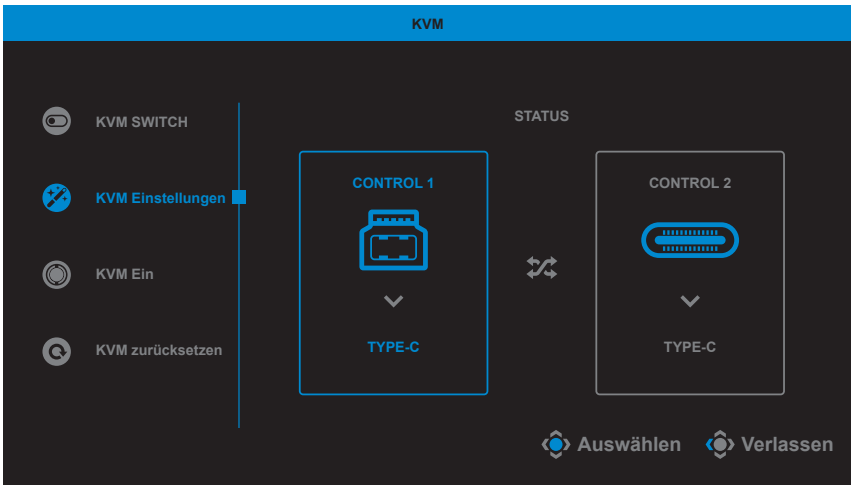 KVM
KVM SWITCH
KVM Einstellungen
KVM Ein
KVM zurücksetzen
STATUS
CONTROL 1
TYPE-C
CONTROL 2
TYPE-C
Auswählen
Verlassen